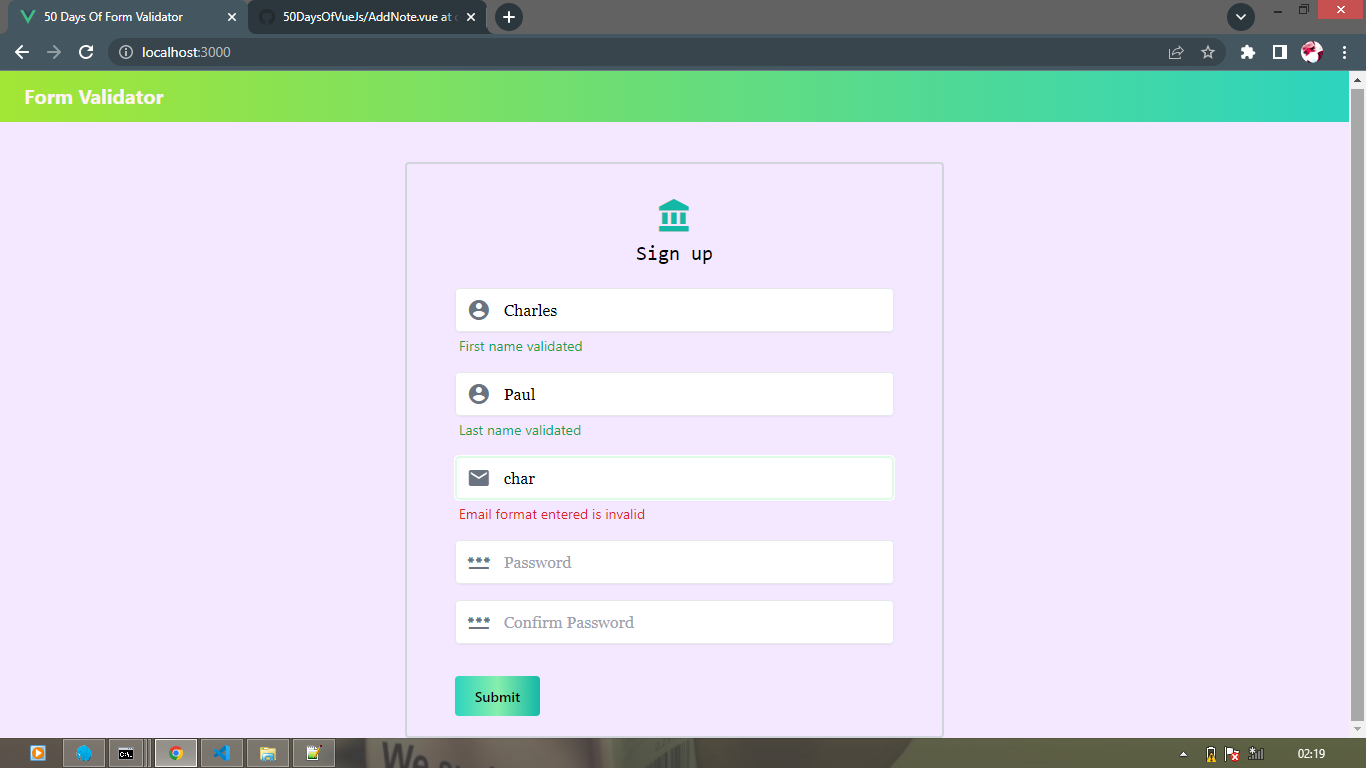 50 Days Of Form Validator
50DaysOfVueJs/AddNote.vue at
localhost:3000
Form Validator
Sign up
Charles
First name validated
Paul
Last name validated
char
Email format entered is invalid
Password
Confirm Password
Submit
C:\.
We
02:19